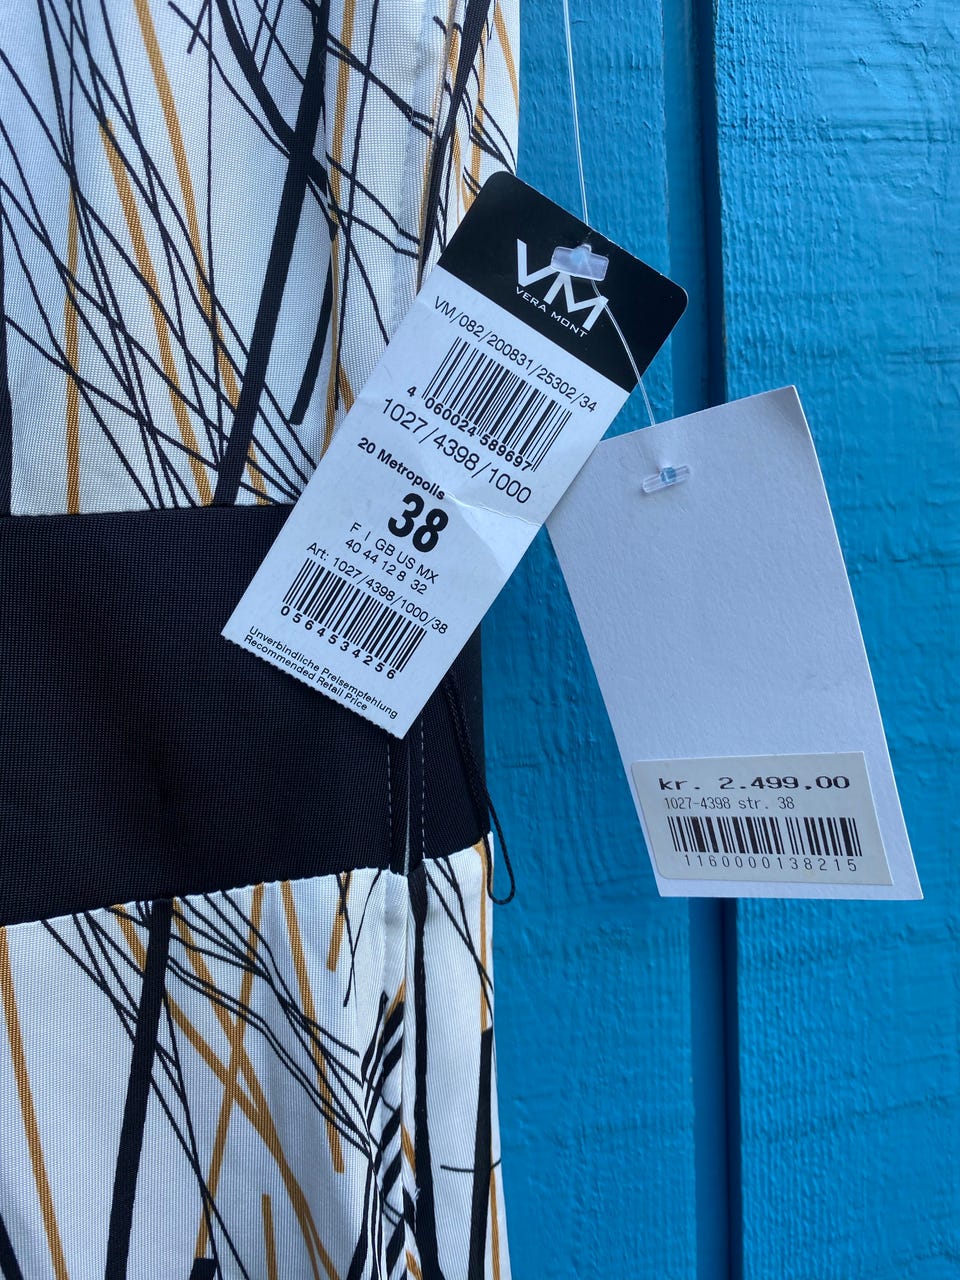 VM
VERA MONT
VM/082/200831/25302/34
4 060024 589697
1027/4398/1000
20 Metropolis
38
F I GB US MX
40 44 12 8 32
Art: 1027/4398/1000/38
0564534256
Unverbindliche Preisempfehlung
Recommended Retail Price
kr. 2.499,00
1027-4398 str. 38
1160000138215